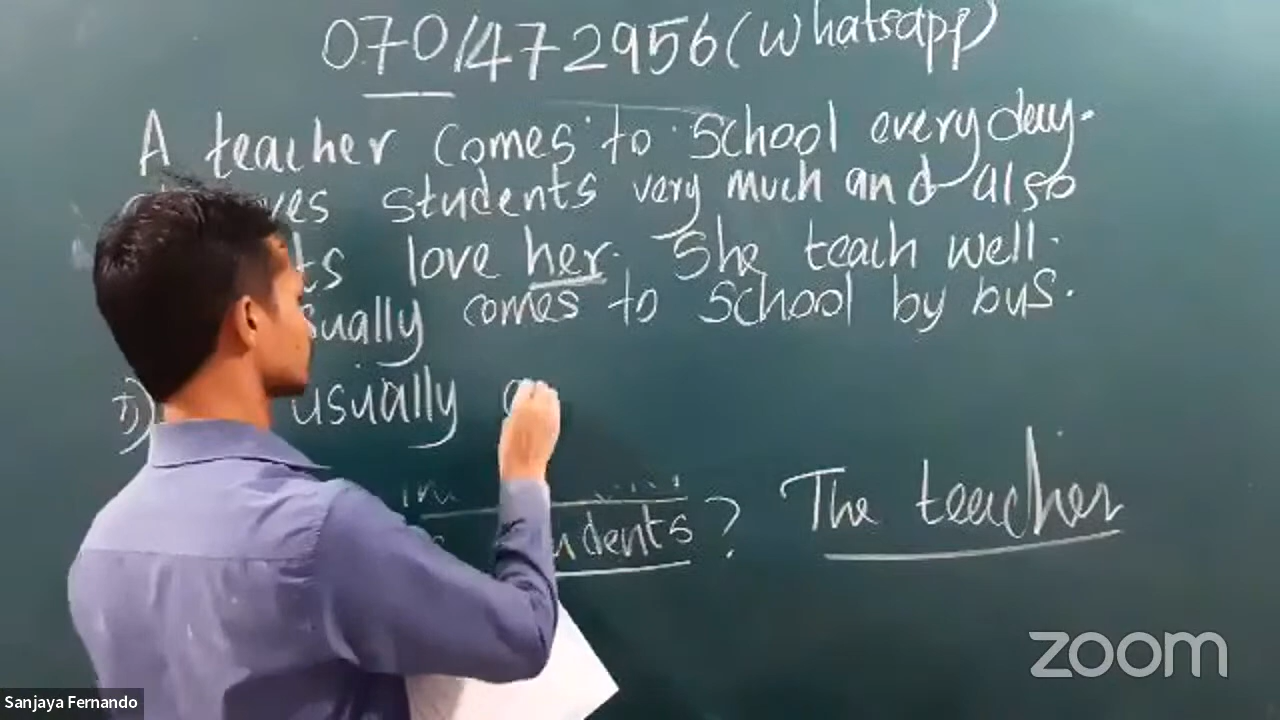 0701472956 (Whatsapp)
A teacher comes to school everyday.
students very much and also
love her. She teach well.
comes to school by bus.
usually
students ? The teacher
zoom
Sanjaya Fernando